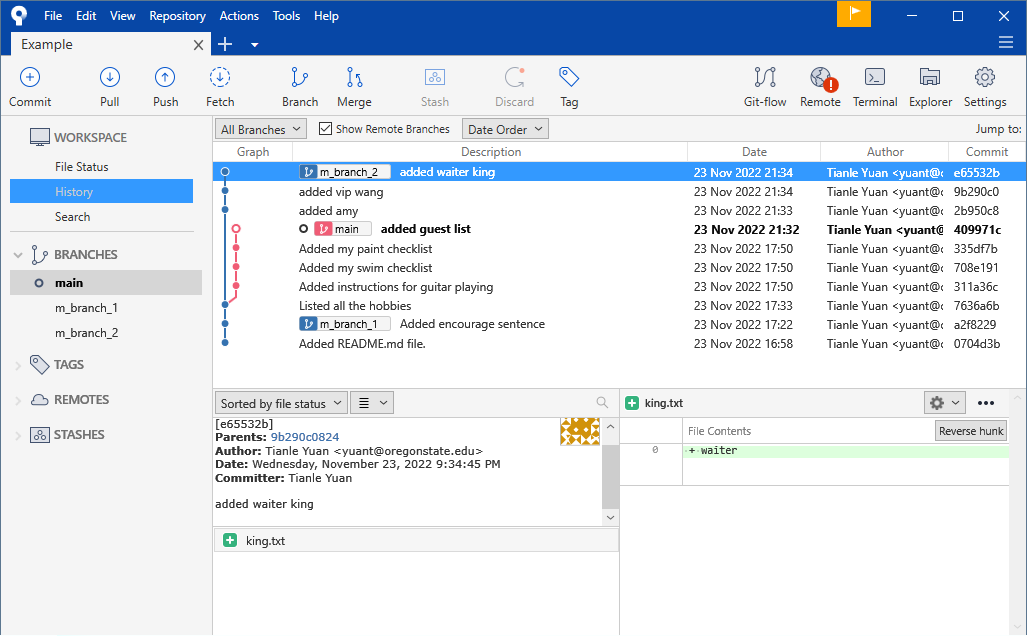 File Edit View Repository Actions Tools Help
Example
Commit Pull Push Fetch Branch Merge Stash Discard Tag Git-flow Remote Terminal Explorer Settings
WORKSPACE
File Status
History
Search
BRANCHES
main
m_branch_1
m_branch_2
TAGS
REMOTES
STASHES
All Branches Show Remote Branches Date Order Jump to:
Graph Description Date Author Commit
m_branch_2 added waiter king 23 Nov 2022 21:34 Tianle Yuan <yuant@o e65532b
added vip wang 23 Nov 2022 21:34 Tianle Yuan <yuant@o 9b290c0
added amy 23 Nov 2022 21:33 Tianle Yuan <yuant@o 2b950c8
main added guest list 23 Nov 2022 21:32 Tianle Yuan <yuant@ 409971c
Added my paint checklist 23 Nov 2022 17:50 Tianle Yuan <yuant@o 335df7b
Added my swim checklist 23 Nov 2022 17:50 Tianle Yuan <yuant@o 708e191
Added instructions for guitar playing 23 Nov 2022 17:50 Tianle Yuan <yuant@o 311a36c
Listed all the hobbies 23 Nov 2022 17:33 Tianle Yuan <yuant@o 7636a6b
m_branch_1 Added encourage sentence 23 Nov 2022 17:22 Tianle Yuan <yuant@o a2f8229
Added README.md file. 23 Nov 2022 16:58 Tianle Yuan <yuant@o 0704d3b
Sorted by file status
[e65532b]
Parents: 9b290c0824
Author: Tianle Yuan <yuant@oregonstate.edu>
Date: Wednesday, November 23, 2022 9:34:45 PM
Committer: Tianle Yuan
added waiter king
king.txt
king.txt
File Contents Reverse hunk
0 + waiter